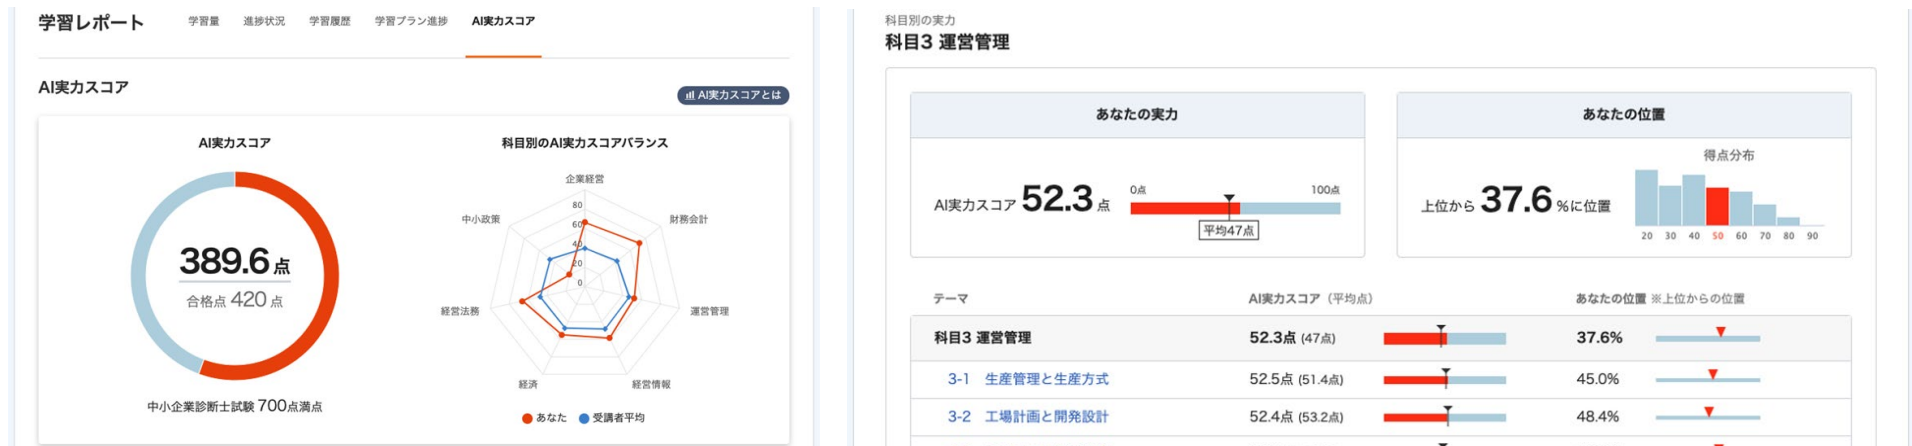 学習レポート
学習量 進捗状況 学習履歴 学習プラン進捗 AI実力スコア
AI実力スコア
AI実力スコアとは
AI実力スコア
389.6点
合格点 420 点
中小企業診断士試験 700点満点
科目別のAI実力スコアバランス
企業経営
財務会計
運営管理
経営情報
経済
経営法務
中小政策
80
60
40
20
0
あなた 受講者平均
科目別の実力
科目3 運営管理
あなたの実力
AI実力スコア 52.3 点
0点 100点
平均47点
あなたの位置
上位から 37.6 %に位置
得点分布
20 30 40 50 60 70 80 90
テーマ AI実力スコア（平均点） あなたの位置 ※上位からの位置
科目3 運営管理 52.3点 (47点) 37.6%
3-1 生産管理と生産方式 52.5点 (51.4点) 45.0%
3-2 工場計画と開発設計 52.4点 (53.2点) 48.4%